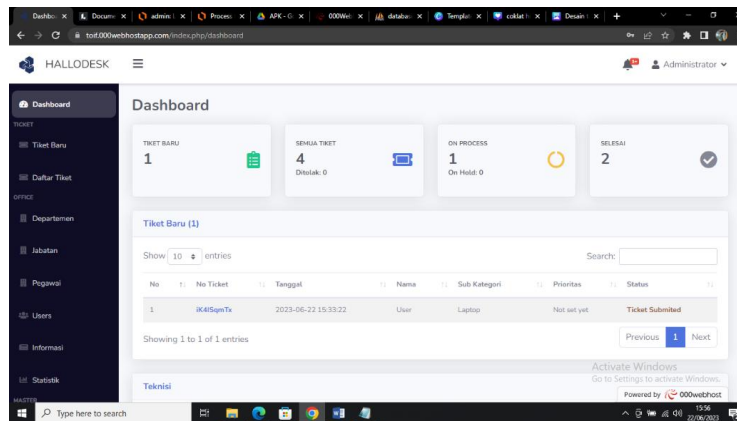 Dashbo
Docume
admin:
Process
APK - G
000Web
databas
Templat
coklat h
Desain
toif.000webhostapp.com/index.php/dashboard
HALLODESK
Administrator
Dashboard
Dashboard
TICKET
Tiket Baru
Daftar Tiket
OFFICE
Departemen
Jabatan
Pegawai
Users
Informasi
Statistik
MASTER
TIKET BARU
1
SEMUA TIKET
4
Ditolak: 0
ON PROCESS
1
On Hold: 0
SELESAI
2
Tiket Baru (1)
Show 10 entries
Search:
No No Ticket Tanggal Nama Sub Kategori Prioritas Status
1 iK4lSqmTx 2023-06-22 15:33:22 User Laptop Not set yet Ticket Submited
Showing 1 to 1 of 1 entries
Previous 1 Next
Teknisi
Activate Windows
Go to Settings to activate Windows.
Powered by 000webhost
Type here to search
15:56
22/06/2023